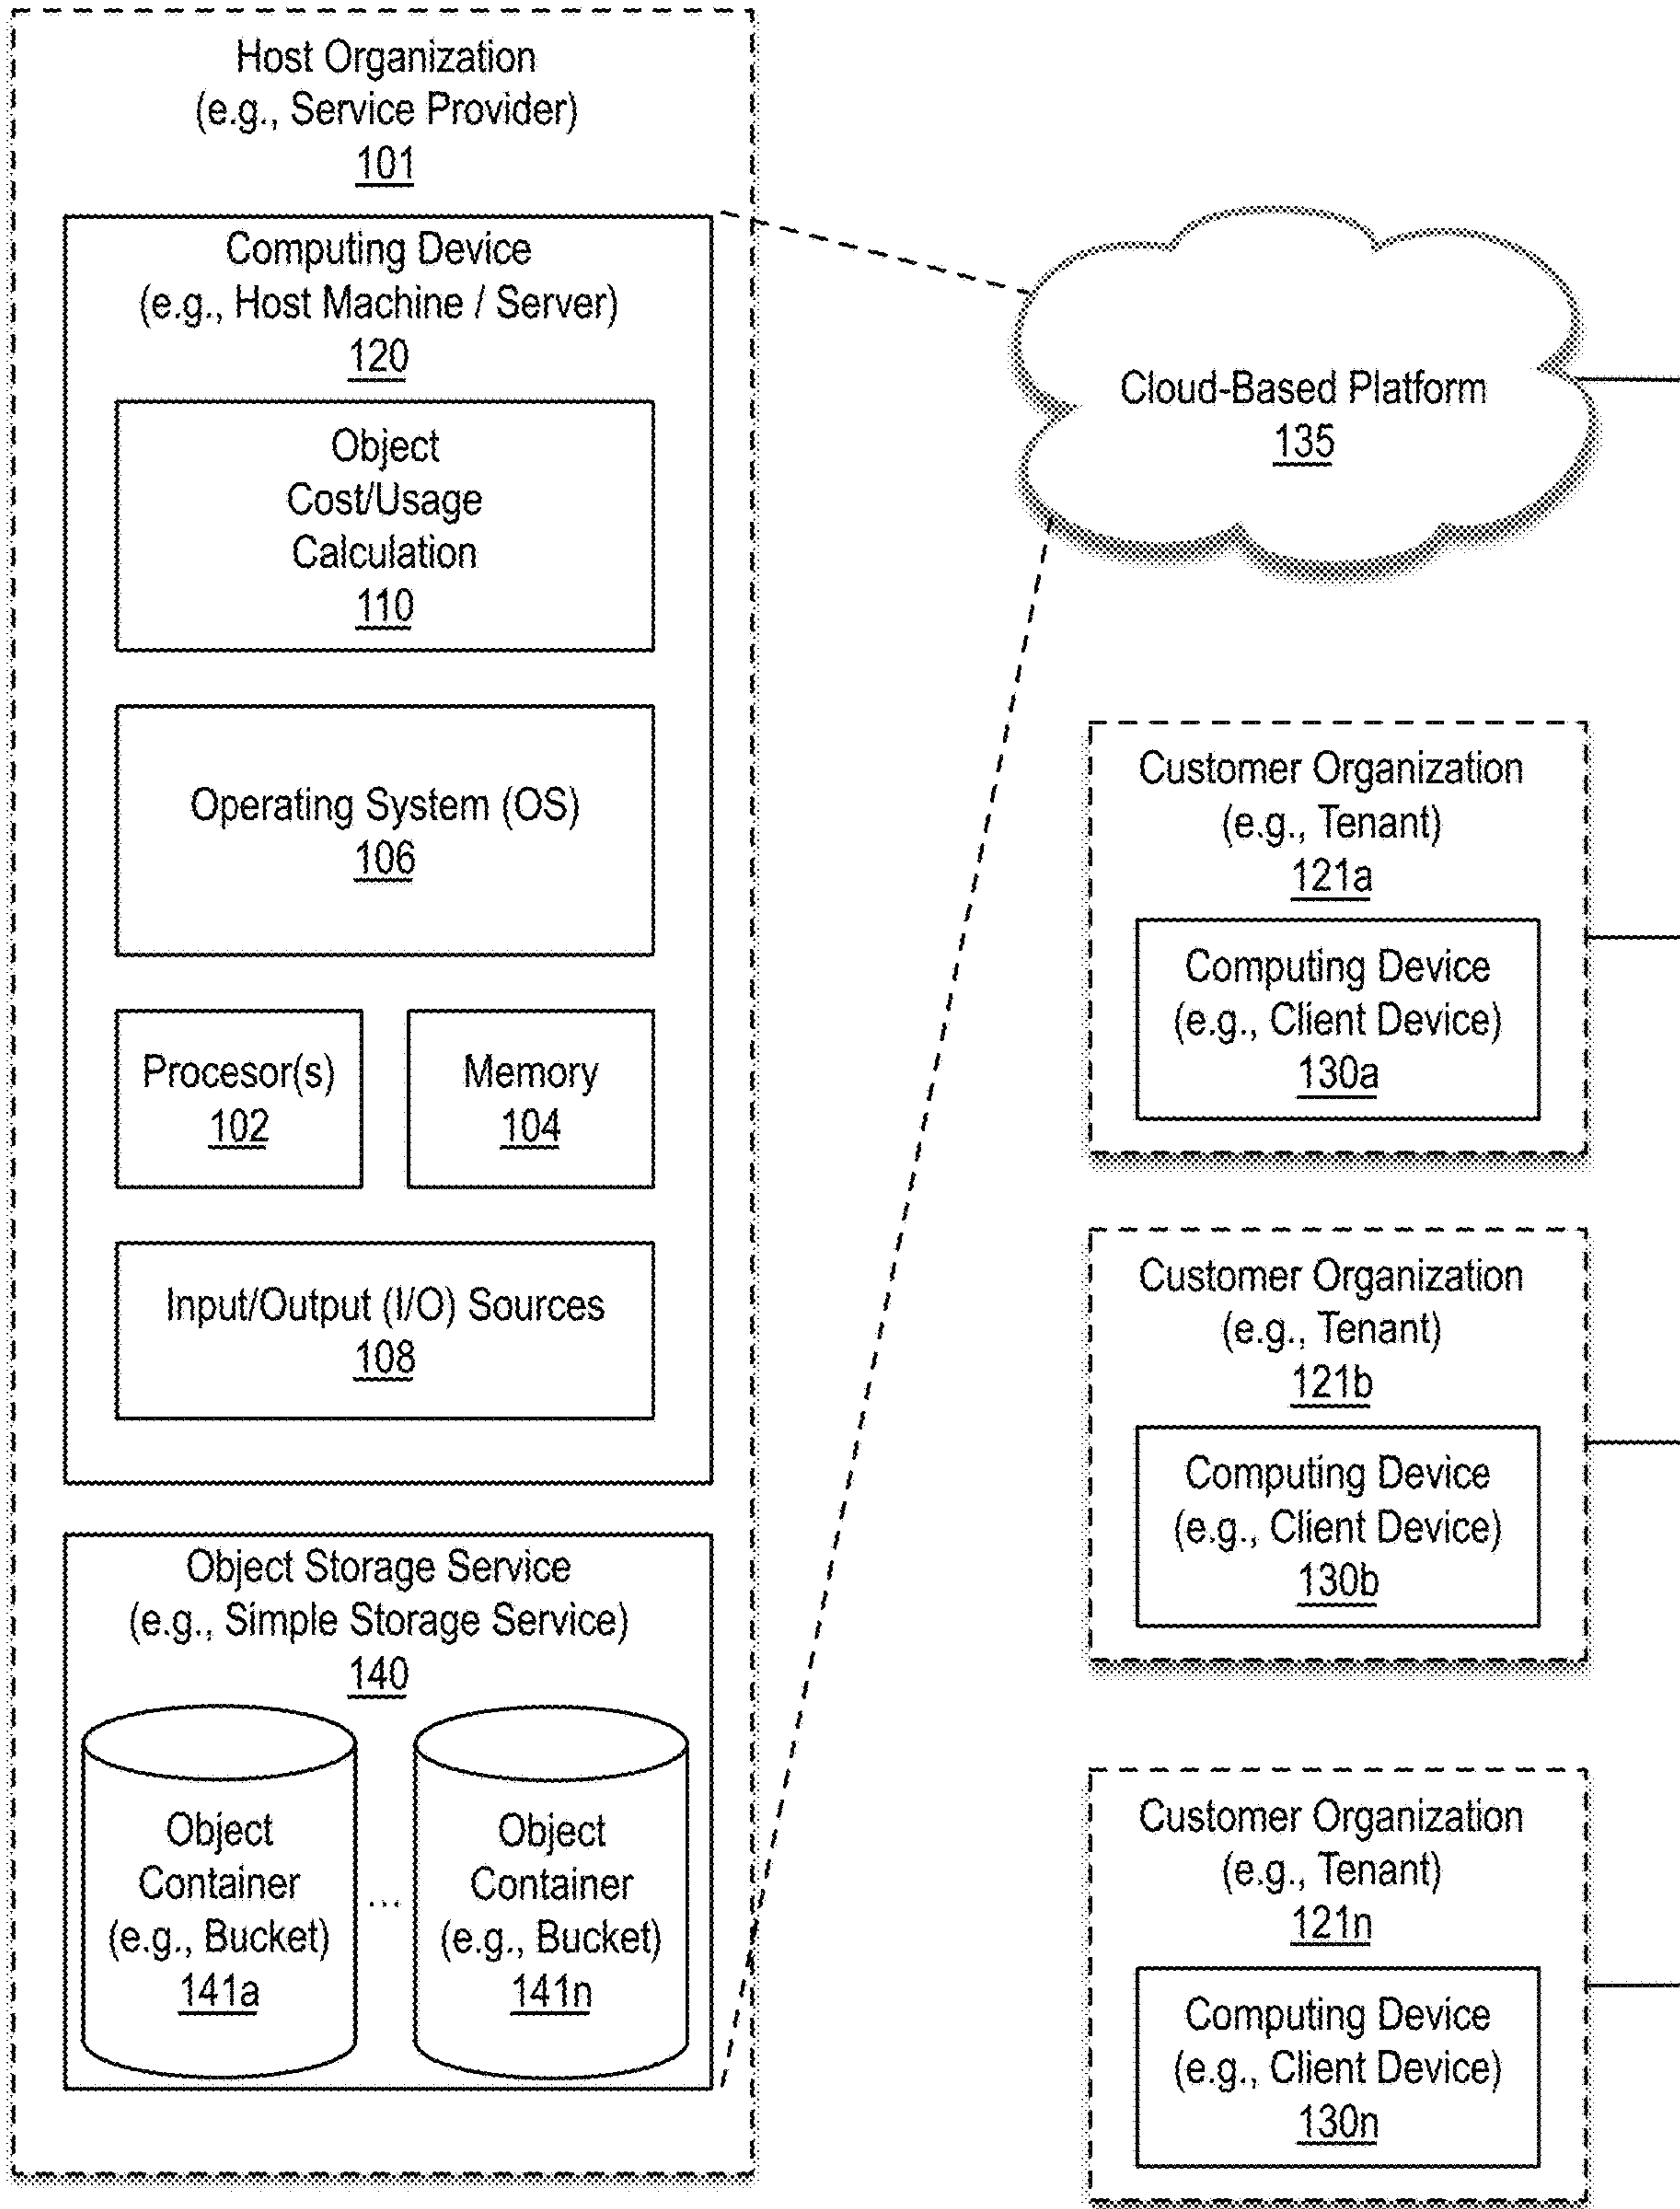 Host Organization
(e.g., Service Provider)
101
Computing Device
(e.g., Host Machine / Server)
120
Object
Cost/Usage
Calculation
110
Operating System (OS)
106
Procesor(s)
102
Memory
104
Input/Output (I/O) Sources
108
Object Storage Service
(e.g., Simple Storage Service)
140
Object
Container
(e.g., Bucket)
141a
...
Object
Container
(e.g., Bucket)
141n
Cloud-Based Platform
135
Customer Organization
(e.g., Tenant)
121a
Computing Device
(e.g., Client Device)
130a
Customer Organization
(e.g., Tenant)
121b
Computing Device
(e.g., Client Device)
130b
Customer Organization
(e.g., Tenant)
121n
Computing Device
(e.g., Client Device)
130n